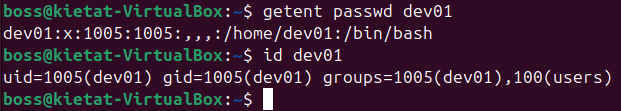 boss@kietat-VirtualBox:~$ getent passwd dev01
dev01:x:1005:1005:,,,:/home/dev01:/bin/bash
boss@kietat-VirtualBox:~$ id dev01
uid=1005(dev01) gid=1005(dev01) groups=1005(dev01),100(users)
boss@kietat-VirtualBox:~$